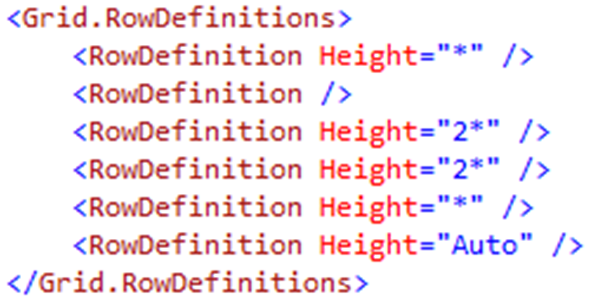 <Grid.RowDefinitions>
<RowDefinition Height="*" />
<RowDefinition />
<RowDefinition Height="2*" />
<RowDefinition Height="2*" />
<RowDefinition Height="*" />
<RowDefinition Height="Auto" />
</Grid.RowDefinitions>